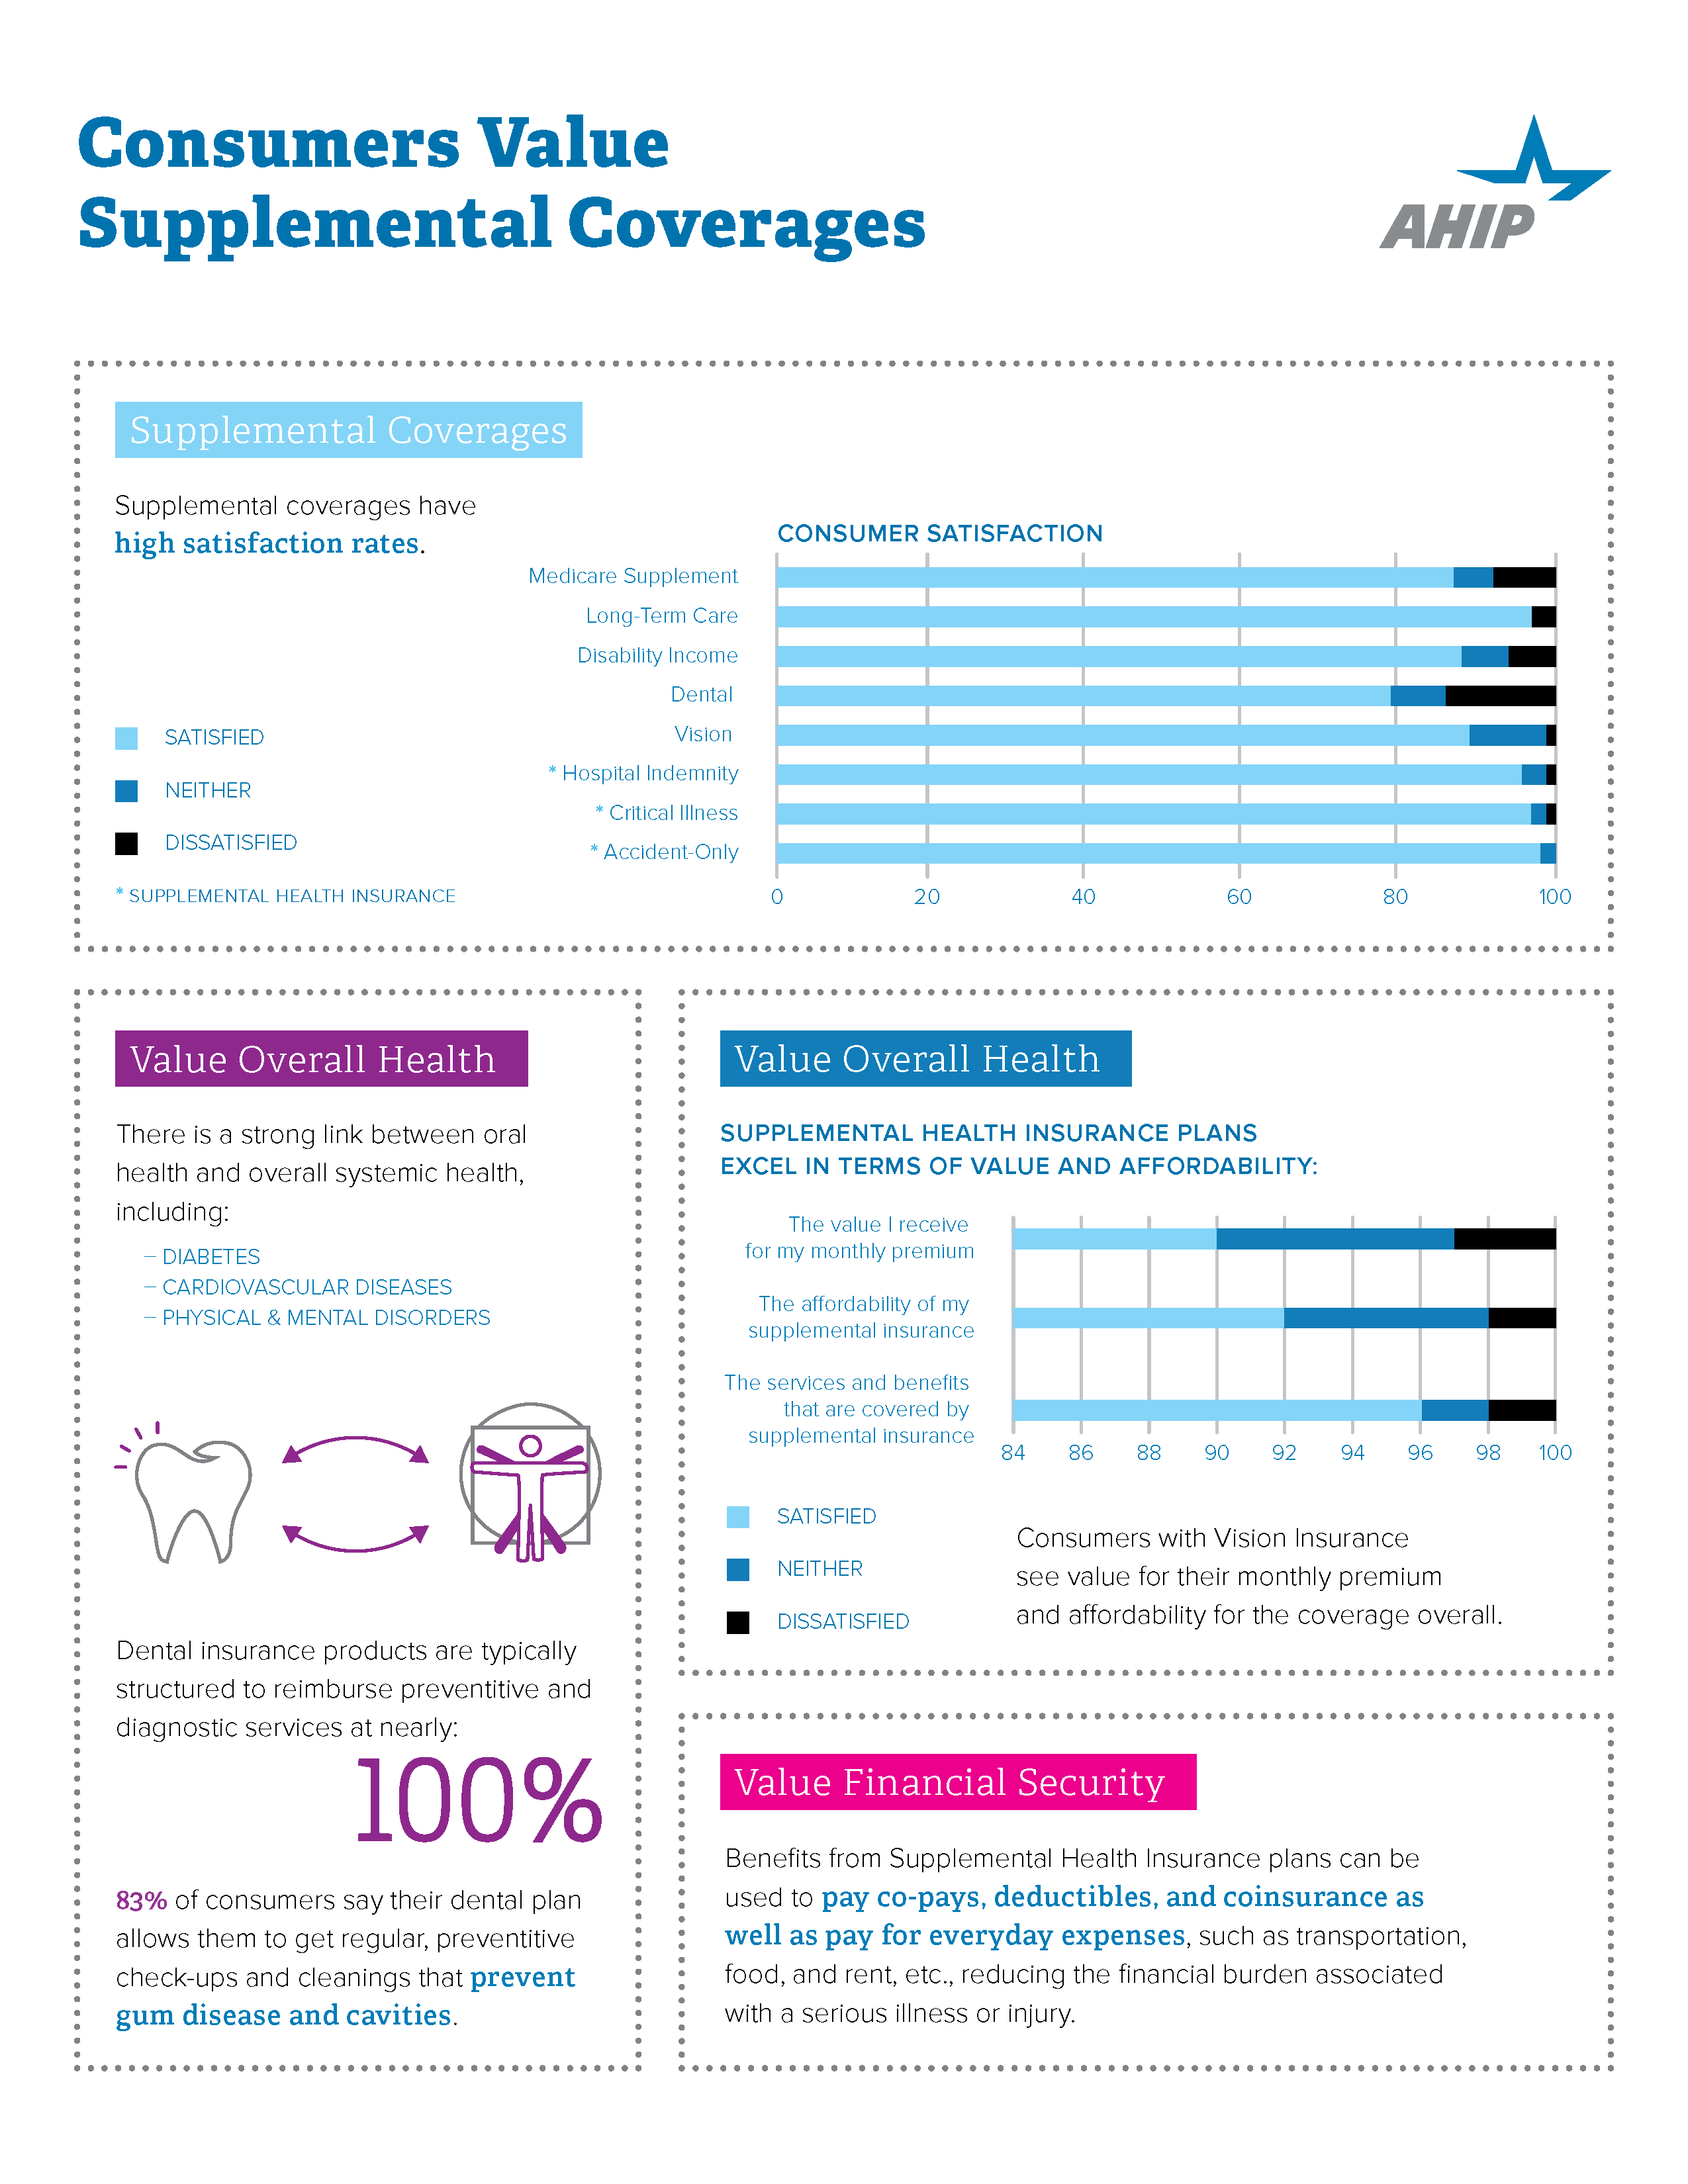 Consumers Value
Supplemental Coverages
AHIP
Supplemental Coverages
Supplemental coverages have
high satisfaction rates.
CONSUMER SATISFACTION
Medicare Supplement
Long-Term Care
Disability Income
Dental
Vision
* Hospital Indemnity
* Critical Illness
* Accident-Only
0 20 40 60 80 100
SATISFIED
NEITHER
DISSATISFIED
* SUPPLEMENTAL HEALTH INSURANCE
Value Overall Health
There is a strong link between oral
health and overall systemic health,
including:
– DIABETES
– CARDIOVASCULAR DISEASES
– PHYSICAL & MENTAL DISORDERS
Dental insurance products are typically
structured to reimburse preventitive and
diagnostic services at nearly:
100%
83% of consumers say their dental plan
allows them to get regular, preventitive
check-ups and cleanings that prevent
gum disease and cavities.
Value Overall Health
SUPPLEMENTAL HEALTH INSURANCE PLANS
EXCEL IN TERMS OF VALUE AND AFFORDABILITY:
The value I receive
for my monthly premium
The affordability of my
supplemental insurance
The services and benefits
that are covered by
supplemental insurance
84 86 88 90 92 94 96 98 100
SATISFIED
NEITHER
DISSATISFIED
Consumers with Vision Insurance
see value for their monthly premium
and affordability for the coverage overall.
Value Financial Security
Benefits from Supplemental Health Insurance plans can be
used to pay co-pays, deductibles, and coinsurance as
well as pay for everyday expenses, such as transportation,
food, and rent, etc., reducing the financial burden associated
with a serious illness or injury.